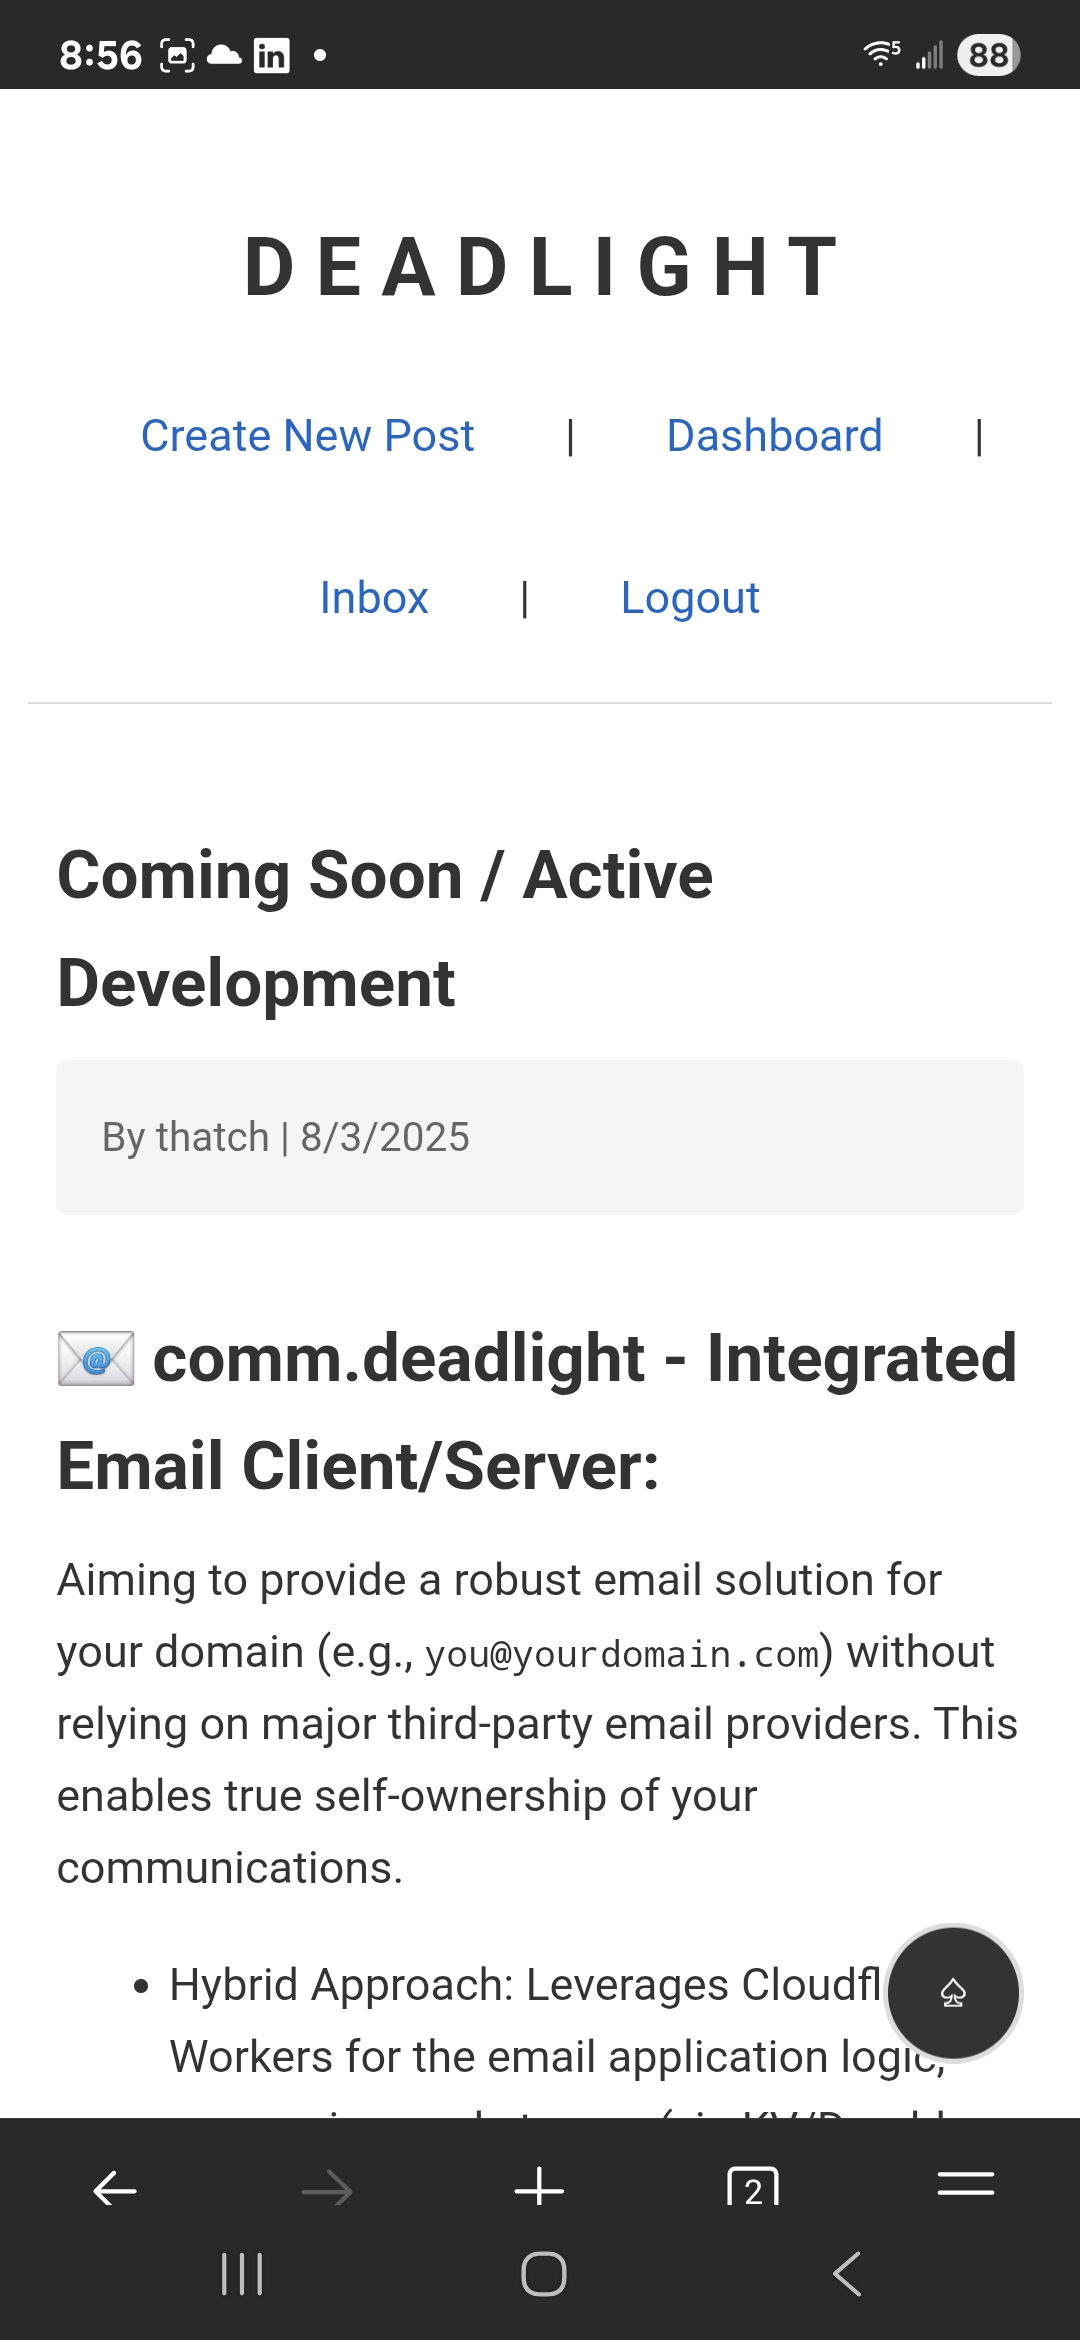 8:56 in 5 88
DEADLIGHT
Create New Post | Dashboard |
Inbox | Logout
Coming Soon / Active
Development
By thatch | 8/3/2025
@ comm.deadlight - Integrated
Email Client/Server:
Aiming to provide a robust email solution for
your domain (e.g., you@yourdomain.com) without
relying on major third-party email providers. This
enables true self-ownership of your
communications.
• Hybrid Approach: Leverages Cloudfl
Workers for the email application logic,
2